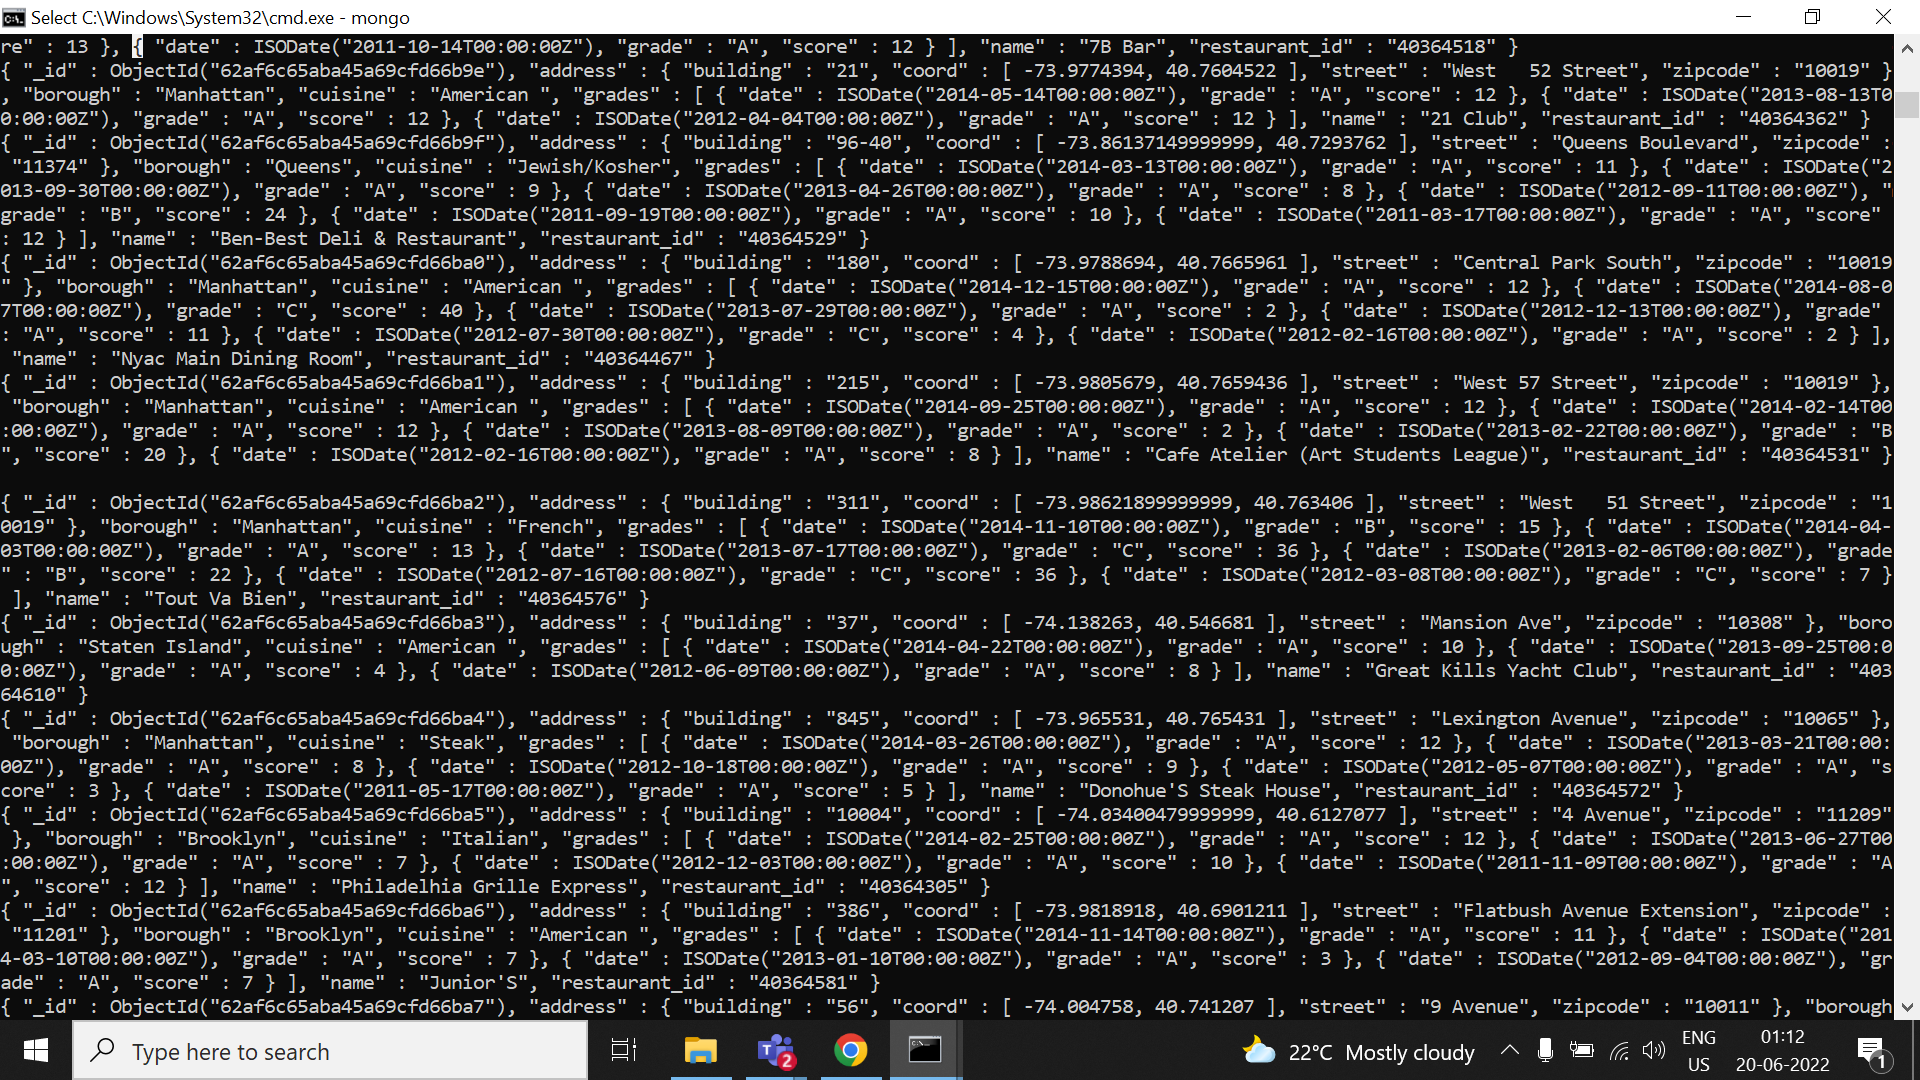 Select C:\Windows\System32\cmd.exe - mongo
re" : 13 }, { "date" : ISODate("2011-10-14T00:00:00Z"), "grade" : "A", "score" : 12 } ], "name" : "7B Bar", "restaurant_id" : "40364518" }
{ "_id" : ObjectId("62af6c65aba45a69cfd66b9e"), "address" : { "building" : "21", "coord" : [ -73.9774394, 40.7604522 ], "street" : "West   52 Street", "zipcode" : "10019" }
, "borough" : "Manhattan", "cuisine" : "American ", "grades" : [ { "date" : ISODate("2014-05-14T00:00:00Z"), "grade" : "A", "score" : 12 }, { "date" : ISODate("2013-08-13T0
0:00:00Z"), "grade" : "A", "score" : 12 }, { "date" : ISODate("2012-04-04T00:00:00Z"), "grade" : "A", "score" : 12 } ], "name" : "21 Club", "restaurant_id" : "40364362" }
{ "_id" : ObjectId("62af6c65aba45a69cfd66b9f"), "address" : { "building" : "96-40", "coord" : [ -73.86137149999999, 40.7293762 ], "street" : "Queens Boulevard", "zipcode" :
 "11374" }, "borough" : "Queens", "cuisine" : "Jewish/Kosher", "grades" : [ { "date" : ISODate("2014-03-13T00:00:00Z"), "grade" : "A", "score" : 11 }, { "date" : ISODate("2
013-09-30T00:00:00Z"), "grade" : "A", "score" : 9 }, { "date" : ISODate("2013-04-26T00:00:00Z"), "grade" : "A", "score" : 8 }, { "date" : ISODate("2012-09-11T00:00:00Z"), "
grade" : "B", "score" : 24 }, { "date" : ISODate("2011-09-19T00:00:00Z"), "grade" : "A", "score" : 10 }, { "date" : ISODate("2011-03-17T00:00:00Z"), "grade" : "A", "score"
: 12 } ], "name" : "Ben-Best Deli & Restaurant", "restaurant_id" : "40364529" }
{ "_id" : ObjectId("62af6c65aba45a69cfd66ba0"), "address" : { "building" : "180", "coord" : [ -73.9788694, 40.7665961 ], "street" : "Central Park South", "zipcode" : "10019
" }, "borough" : "Manhattan", "cuisine" : "American ", "grades" : [ { "date" : ISODate("2014-12-15T00:00:00Z"), "grade" : "A", "score" : 12 }, { "date" : ISODate("2014-08-0
7T00:00:00Z"), "grade" : "C", "score" : 40 }, { "date" : ISODate("2013-07-29T00:00:00Z"), "grade" : "A", "score" : 2 }, { "date" : ISODate("2012-12-13T00:00:00Z"), "grade"
: "A", "score" : 11 }, { "date" : ISODate("2012-07-30T00:00:00Z"), "grade" : "C", "score" : 4 }, { "date" : ISODate("2012-02-16T00:00:00Z"), "grade" : "A", "score" : 2 } ],
 "name" : "Nyac Main Dining Room", "restaurant_id" : "40364467" }
{ "_id" : ObjectId("62af6c65aba45a69cfd66ba1"), "address" : { "building" : "215", "coord" : [ -73.9805679, 40.7659436 ], "street" : "West 57 Street", "zipcode" : "10019" },
 "borough" : "Manhattan", "cuisine" : "American ", "grades" : [ { "date" : ISODate("2014-09-25T00:00:00Z"), "grade" : "A", "score" : 12 }, { "date" : ISODate("2014-02-14T00
:00:00Z"), "grade" : "A", "score" : 12 }, { "date" : ISODate("2013-08-09T00:00:00Z"), "grade" : "A", "score" : 2 }, { "date" : ISODate("2013-02-22T00:00:00Z"), "grade" : "B
", "score" : 20 }, { "date" : ISODate("2012-02-16T00:00:00Z"), "grade" : "A", "score" : 8 } ], "name" : "Cafe Atelier (Art Students League)", "restaurant_id" : "40364531" }
{ "_id" : ObjectId("62af6c65aba45a69cfd66ba2"), "address" : { "building" : "311", "coord" : [ -73.98621899999999, 40.763406 ], "street" : "West   51 Street", "zipcode" : "1
0019" }, "borough" : "Manhattan", "cuisine" : "French", "grades" : [ { "date" : ISODate("2014-11-10T00:00:00Z"), "grade" : "B", "score" : 15 }, { "date" : ISODate("2014-04-
03T00:00:00Z"), "grade" : "A", "score" : 13 }, { "date" : ISODate("2013-07-17T00:00:00Z"), "grade" : "C", "score" : 36 }, { "date" : ISODate("2013-02-06T00:00:00Z"), "grade
" : "B", "score" : 22 }, { "date" : ISODate("2012-07-16T00:00:00Z"), "grade" : "C", "score" : 36 }, { "date" : ISODate("2012-03-08T00:00:00Z"), "grade" : "C", "score" : 7 }
 ], "name" : "Tout Va Bien", "restaurant_id" : "40364576" }
{ "_id" : ObjectId("62af6c65aba45a69cfd66ba3"), "address" : { "building" : "37", "coord" : [ -74.138263, 40.546681 ], "street" : "Mansion Ave", "zipcode" : "10308" }, "boro
ugh" : "Staten Island", "cuisine" : "American ", "grades" : [ { "date" : ISODate("2014-04-22T00:00:00Z"), "grade" : "A", "score" : 10 }, { "date" : ISODate("2013-09-25T00:0
0:00Z"), "grade" : "A", "score" : 4 }, { "date" : ISODate("2012-06-09T00:00:00Z"), "grade" : "A", "score" : 8 } ], "name" : "Great Kills Yacht Club", "restaurant_id" : "403
64610" }
{ "_id" : ObjectId("62af6c65aba45a69cfd66ba4"), "address" : { "building" : "845", "coord" : [ -73.965531, 40.765431 ], "street" : "Lexington Avenue", "zipcode" : "10065" },
 "borough" : "Manhattan", "cuisine" : "Steak", "grades" : [ { "date" : ISODate("2014-03-26T00:00:00Z"), "grade" : "A", "score" : 12 }, { "date" : ISODate("2013-03-21T00:00:
00Z"), "grade" : "A", "score" : 8 }, { "date" : ISODate("2012-10-18T00:00:00Z"), "grade" : "A", "score" : 9 }, { "date" : ISODate("2012-05-07T00:00:00Z"), "grade" : "A", "s
core" : 3 }, { "date" : ISODate("2011-05-17T00:00:00Z"), "grade" : "A", "score" : 5 } ], "name" : "Donohue'S Steak House", "restaurant_id" : "40364572" }
{ "_id" : ObjectId("62af6c65aba45a69cfd66ba5"), "address" : { "building" : "10004", "coord" : [ -74.03400479999999, 40.6127077 ], "street" : "4 Avenue", "zipcode" : "11209"
 }, "borough" : "Brooklyn", "cuisine" : "Italian", "grades" : [ { "date" : ISODate("2014-02-25T00:00:00Z"), "grade" : "A", "score" : 12 }, { "date" : ISODate("2013-06-27T00
:00:00Z"), "grade" : "A", "score" : 7 }, { "date" : ISODate("2012-12-03T00:00:00Z"), "grade" : "A", "score" : 10 }, { "date" : ISODate("2011-11-09T00:00:00Z"), "grade" : "A
", "score" : 12 } ], "name" : "Philadelhia Grille Express", "restaurant_id" : "40364305" }
{ "_id" : ObjectId("62af6c65aba45a69cfd66ba6"), "address" : { "building" : "386", "coord" : [ -73.9818918, 40.6901211 ], "street" : "Flatbush Avenue Extension", "zipcode" :
 "11201" }, "borough" : "Brooklyn", "cuisine" : "American ", "grades" : [ { "date" : ISODate("2014-11-14T00:00:00Z"), "grade" : "A", "score" : 11 }, { "date" : ISODate("201
4-03-10T00:00:00Z"), "grade" : "A", "score" : 7 }, { "date" : ISODate("2013-01-10T00:00:00Z"), "grade" : "A", "score" : 3 }, { "date" : ISODate("2012-09-04T00:00:00Z"), "gr
ade" : "A", "score" : 7 } ], "name" : "Junior'S", "restaurant_id" : "40364581" }
{ "_id" : ObjectId("62af6c65aba45a69cfd66ba7"), "address" : { "building" : "56", "coord" : [ -74.004758, 40.741207 ], "street" : "9 Avenue", "zipcode" : "10011" }, "borough
Type here to search
2
22°C Mostly cloudy
ENG
US
01:12
20-06-2022
1